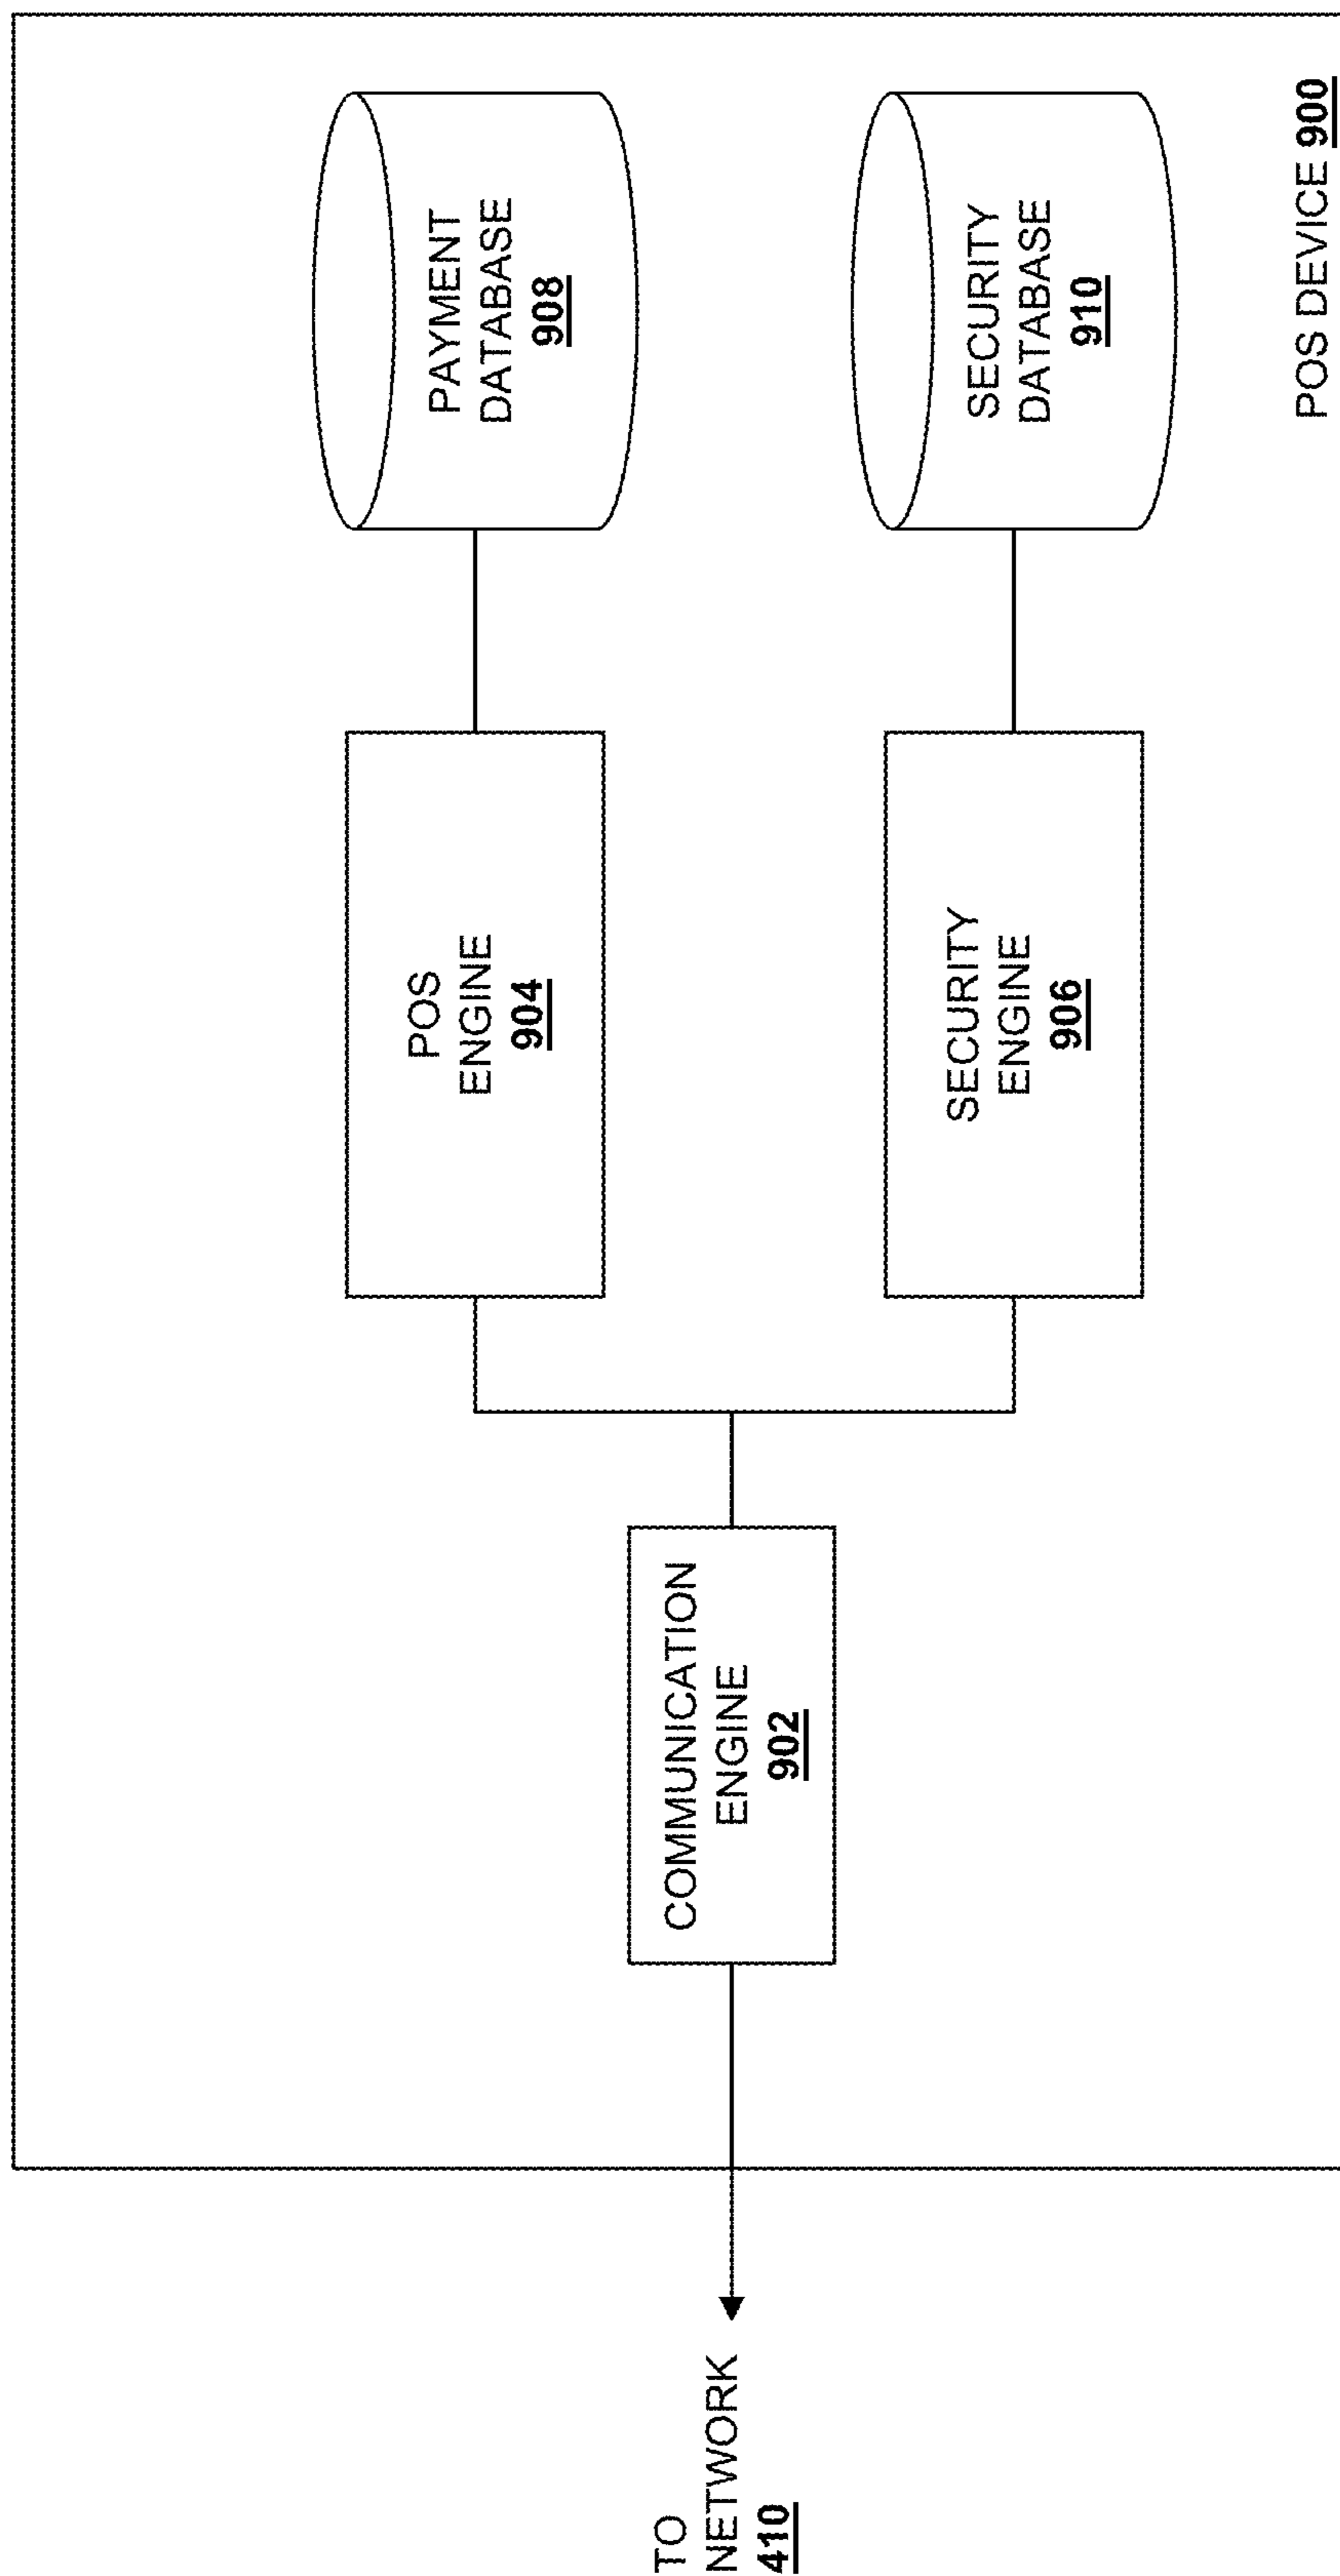 TO
NETWORK
410
COMMUNICATION
ENGINE
902
POS
ENGINE
904
SECURITY
ENGINE
906
PAYMENT
DATABASE
908
SECURITY
DATABASE
910
POS DEVICE 900